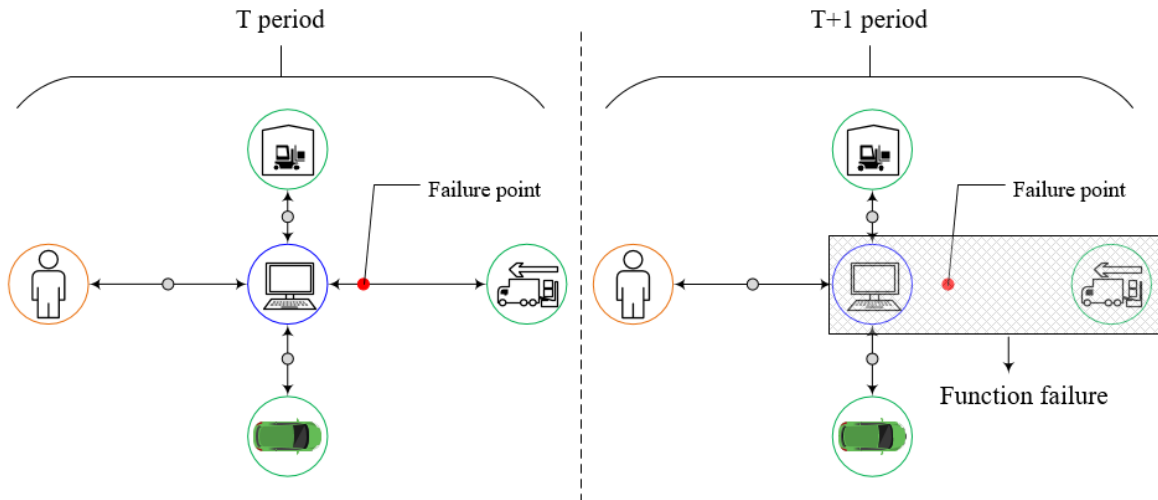 T period
T+1 period
Failure point
Failure point
Function failure